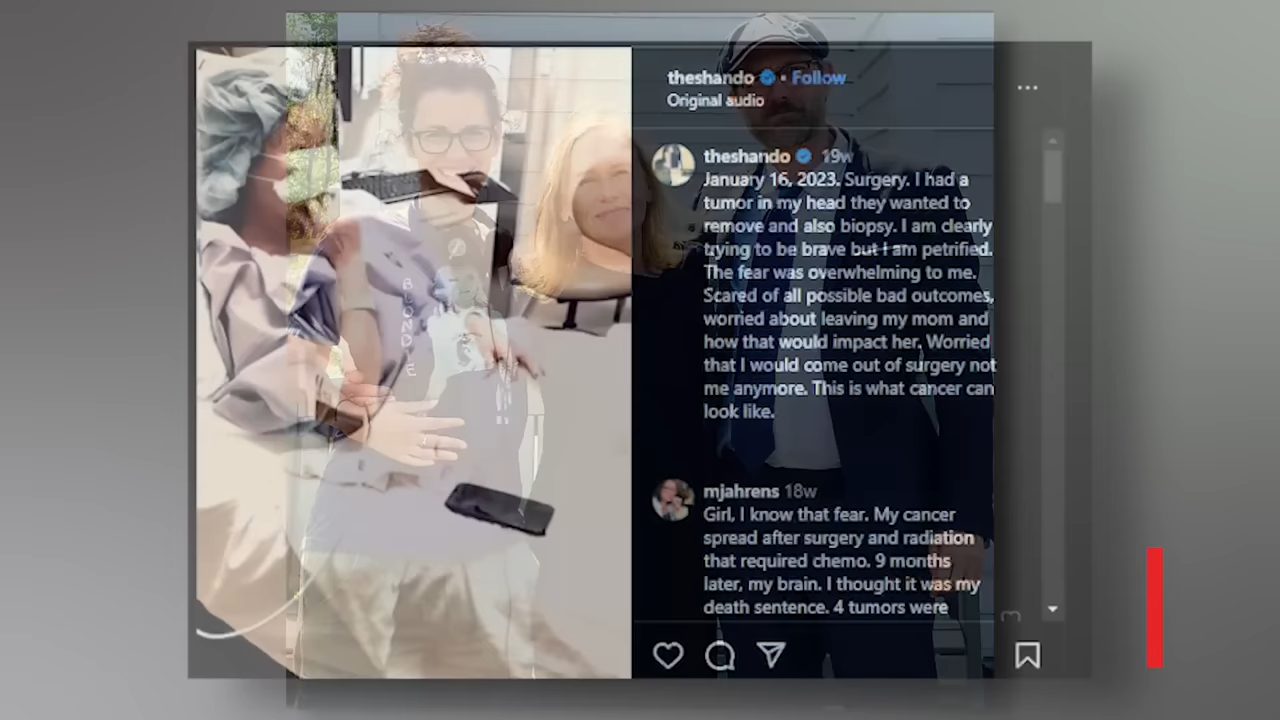 theshando • Follow
Original audio
theshando 19w
January 16, 2023. Surgery. I had a
tumor in my head they wanted to
remove and also biopsy. I am clearly
trying to be brave but I am petrified.
The fear was overwhelming to me.
Scared of all possible bad outcomes,
worried about leaving my mom and
how that would impact her. Worried
that I would come out of surgery not
me anymore. This is what cancer can
look like.
mjahrens 18w
Girl, I know that fear. My cancer
spread after surgery and radiation
that required chemo. 9 months
later, my brain. I thought it was my
death sentence. 4 tumors were
BLONDIE